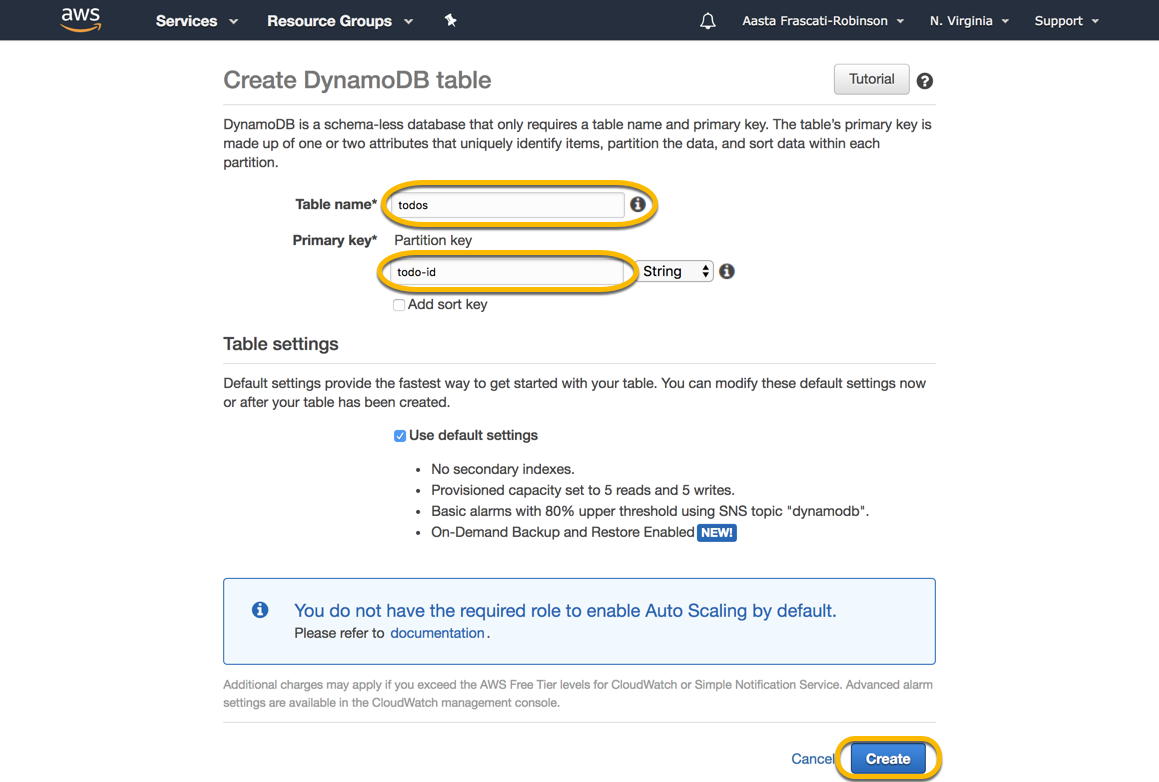 aws Services Resource Groups Aasta Frascati-Robinson N. Virginia Support
Create DynamoDB table Tutorial ?
DynamoDB is a schema-less database that only requires a table name and primary key. The table's primary key is
made up of one or two attributes that uniquely identify items, partition the data, and sort data within each
partition.
Table name* todos
Primary key* Partition key
todo-id String
Add sort key
Table settings
Default settings provide the fastest way to get started with your table. You can modify these default settings now
or after your table has been created.
Use default settings
• No secondary indexes.
• Provisioned capacity set to 5 reads and 5 writes.
• Basic alarms with 80% upper threshold using SNS topic "dynamodb".
• On-Demand Backup and Restore Enabled NEW!
You do not have the required role to enable Auto Scaling by default.
Please refer to documentation.
Additional charges may apply if you exceed the AWS Free Tier levels for CloudWatch or Simple Notification Service. Advanced alarm
settings are available in the CloudWatch management console.
Cancel Create